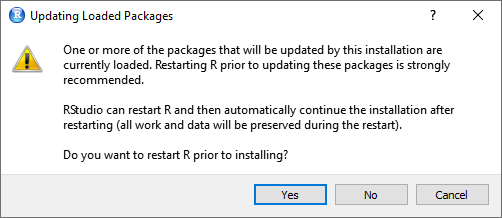 R Updating Loaded Packages
? ×
One or more of the packages that will be updated by this installation are
currently loaded. Restarting R prior to updating these packages is strongly
recommended.
RStudio can restart R and then automatically continue the installation after
restarting (all work and data will be preserved during the restart).
Do you want to restart R prior to installing?
Yes No Cancel